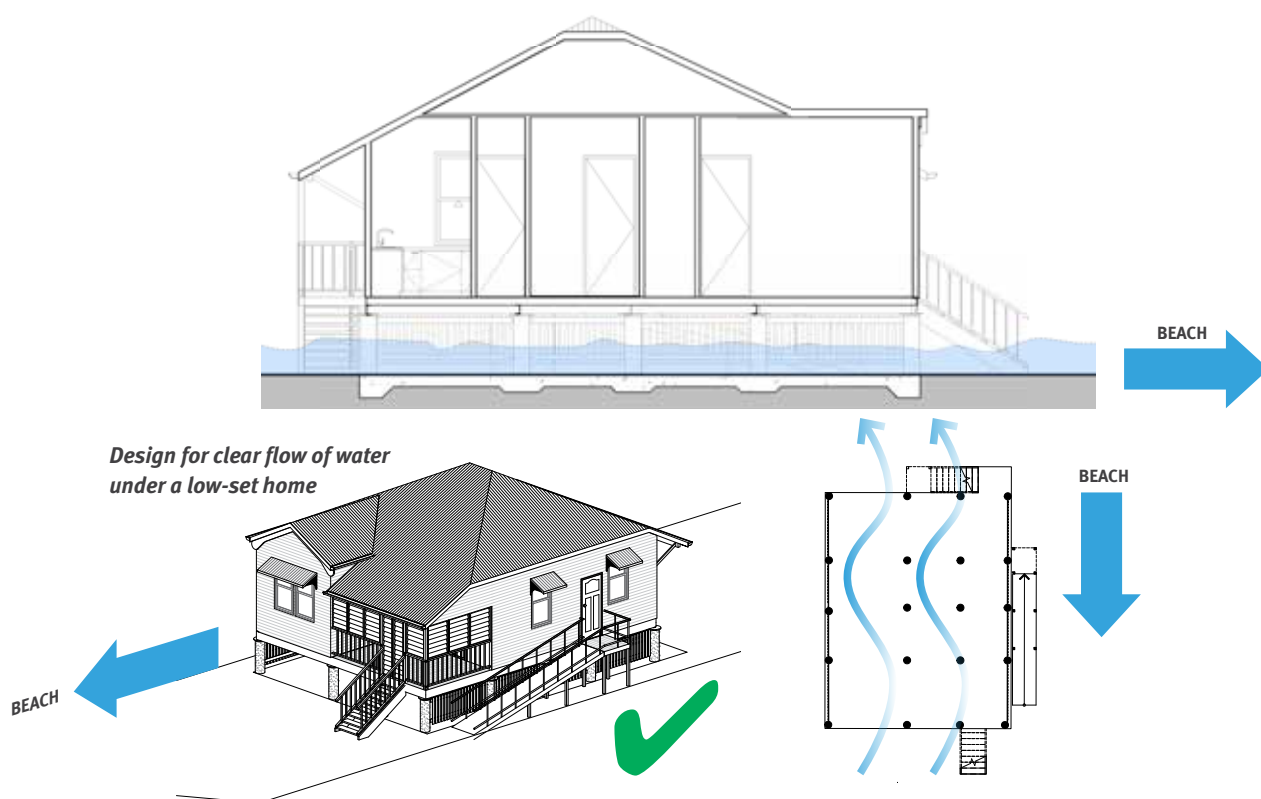 BEACH
Design for clear flow of water
under a low-set home
BEACH
BEACH